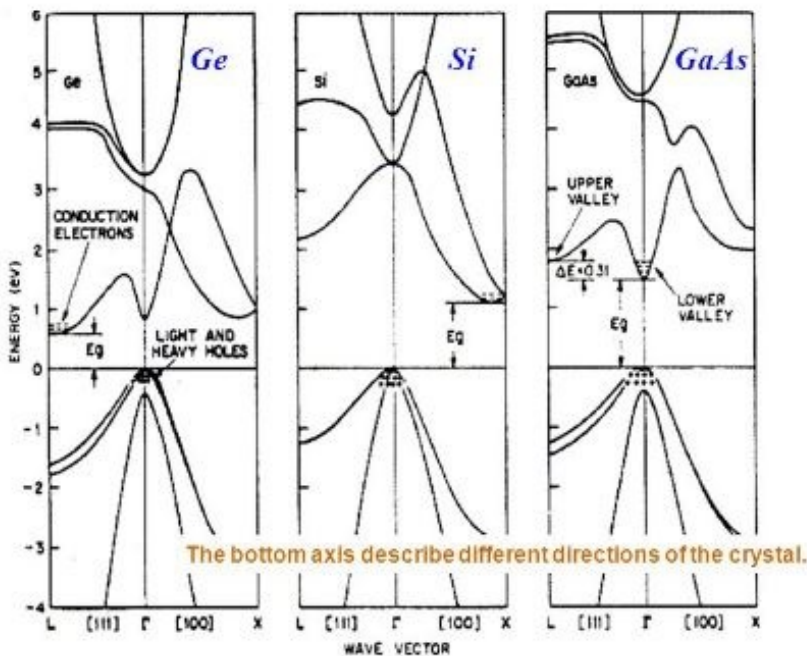 Ge
Si
GaAs
ENERGY (eV)
6
5
4
3
2
1
0
-1
-2
-3
-4
Ge
CONDUCTION
ELECTRONS
Eg
LIGHT AND
HEAVY HOLES
Si
Eg
GaAs
UPPER
VALLEY
ΔE=0.31
LOWER
VALLEY
Eg
The bottom axis describe different directions of the crystal.
L [111] Γ [100] X
L [111] Γ [100] X
L [111] Γ [100] X
WAVE VECTOR